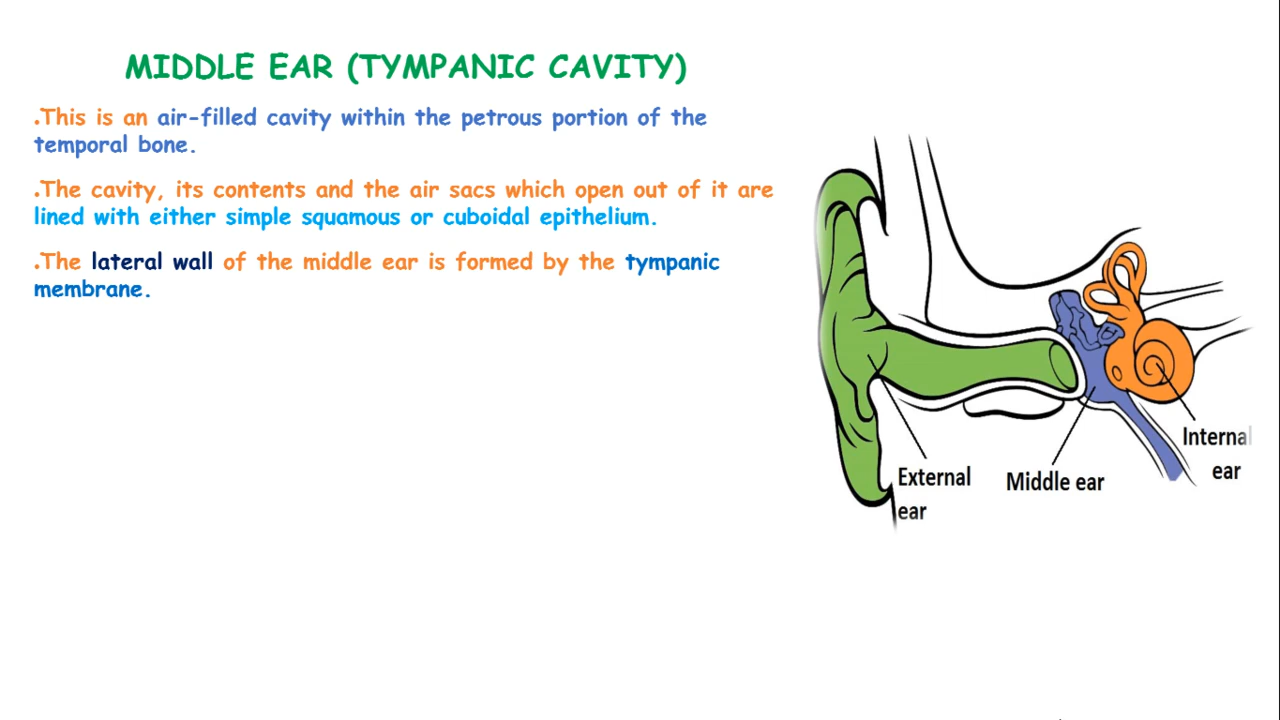 MIDDLE EAR (TYMPANIC CAVITY)
.This is an air-filled cavity within the petrous portion of the
temporal bone.
.The cavity, its contents and the air sacs which open out of it are
lined with either simple squamous or cuboidal epithelium.
.The lateral wall of the middle ear is formed by the tympanic
membrane.
External
ear
Middle ear
Internal
ear